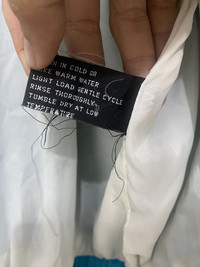 IN COLD OR
WARM WATER
LIGHT LOAD GENTLE CYCLE
RINSE THOROUGHLY-
TUMBLE DRY AT LOW
TEMPERATURE